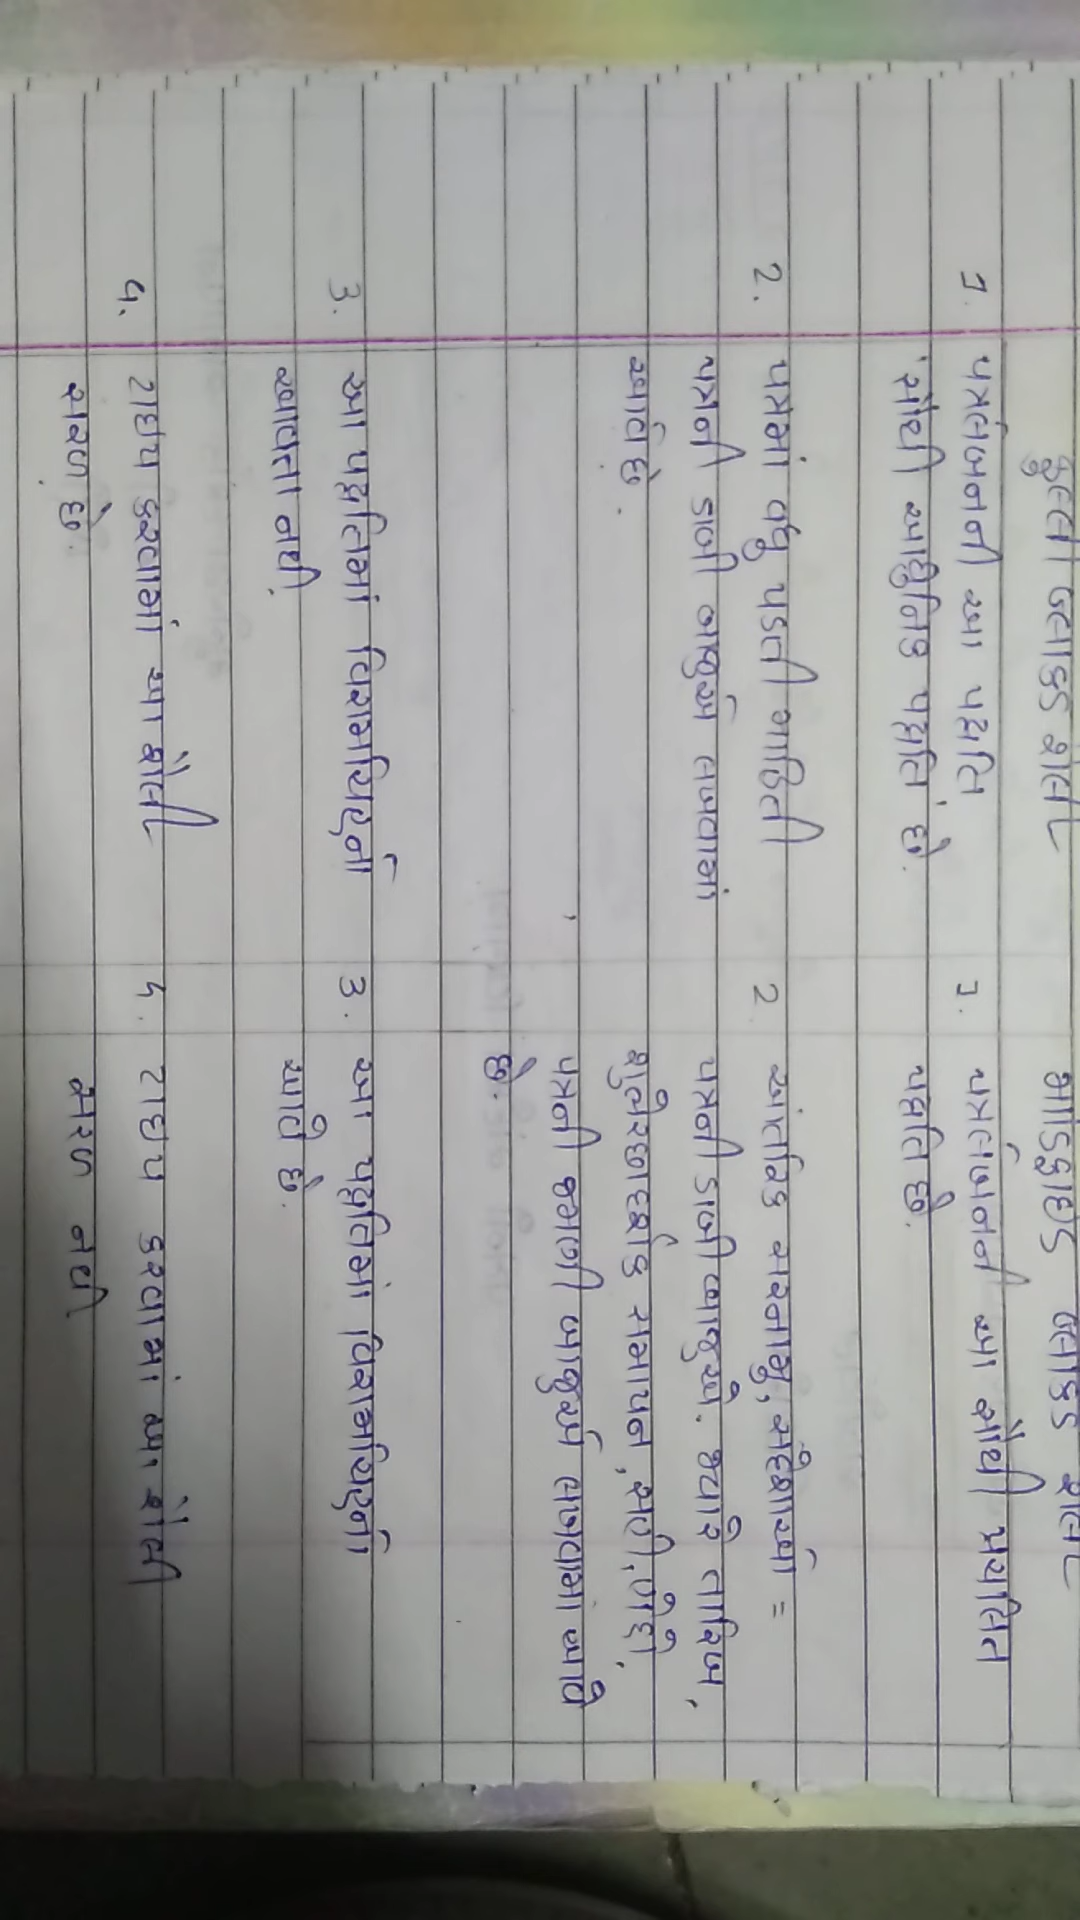 ફુલ્લી બ્લોકડ શૈલી
મોડીફાઈડ બ્લોક શૈલી
1. પત્રલેખનની આ પદ્ધતિ
સૌથી આધુનિક પદ્ધતિ છે.
1. પત્રલેખનની આ સૌથી પ્રચલિત
પદ્ધતિ છે.
2. પત્રમાં વધુ પડતી માહિતી
પત્રની ડાબી બાજુએ લખવામાં
આવે છે.
2. આંતરિક સરનામુ, સંદેશાઓ =
પત્રની ડાબી બાજુએ. જ્યારે તારિખ,
સમાપન, સહી,
પત્રની જમણી બાજુએ લખવામાં આવે
છે.
3. આ પદ્ધતિમાં વિરામચિહ્નો
આવતા નથી.
3. આ પદ્ધતિમાં વિરામચિહ્નો
આવે છે.
4. ટાઇપ કરવામાં આ શૈલી
સરળ છે.
4. ટાઇપ કરવામાં આ શૈલી
સરળ નથી